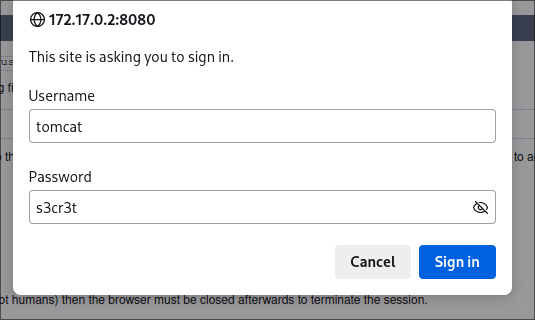 172.17.0.2:8080
This site is asking you to sign in.
Username
tomcat
Password
s3cr3t
to a
Cancel
Sign in
ot humans) then the browser must be closed afterwards to terminate the session.